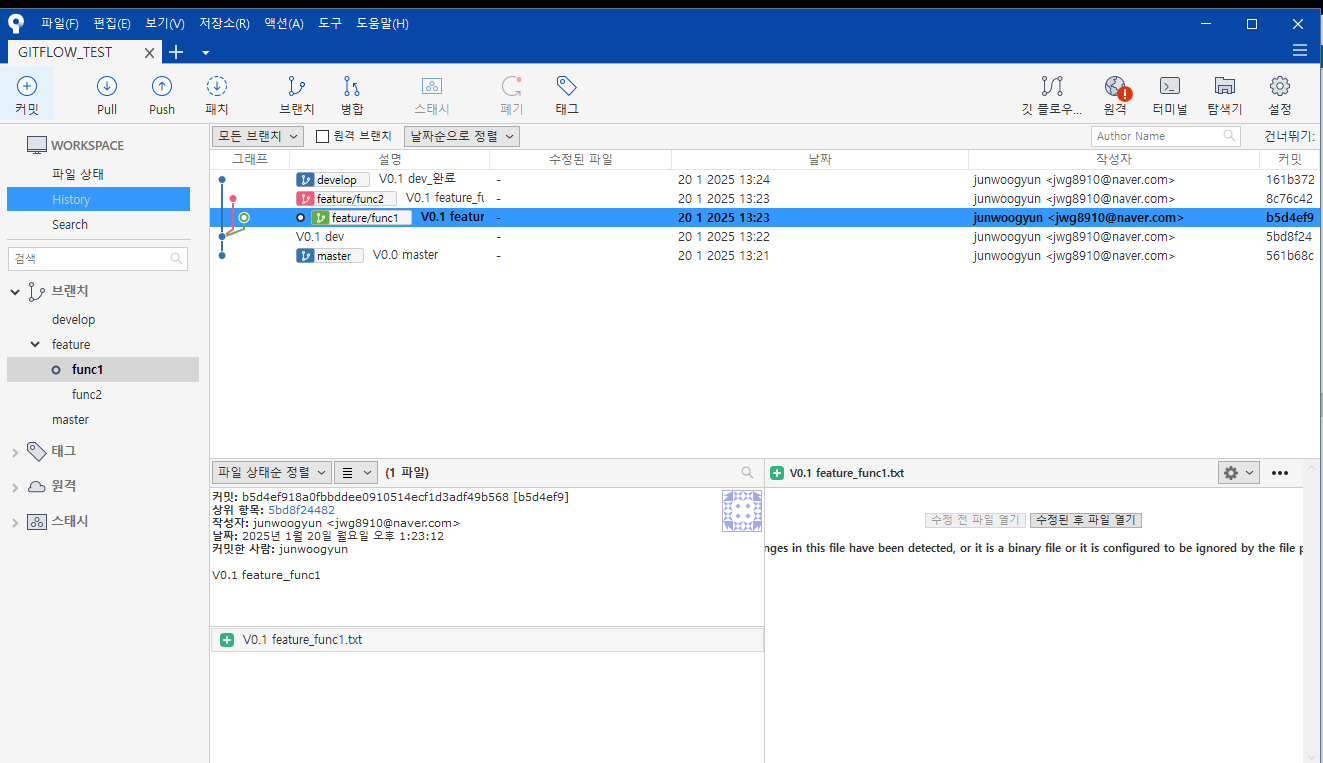 파일(F) 편집(E) 보기(V) 저장소(R) 액션(A) 도구 도움말(H)
GITFLOW_TEST
커밋 Pull Push 패치 브랜치 병합 스태시 폐기 태그 깃 플로우... 원격 터미널 탐색기 설정
WORKSPACE
파일 상태
History
Search
검색
브랜치
develop
feature
func1
func2
master
태그
원격
스태시
모든 브랜치 원격 브랜치 날짜순으로 정렬 Author Name 건너뛰기:
그래프 설명 수정된 파일 날짜 작성자 커밋
develop V0.1 dev_완료 - 20 1 2025 13:24 junwoogyun <jwg8910@naver.com> 161b372
feature/func2 V0.1 feature_fu - 20 1 2025 13:23 junwoogyun <jwg8910@naver.com> 8c76c42
feature/func1 V0.1 featur - 20 1 2025 13:23 junwoogyun <jwg8910@naver.com> b5d4ef9
V0.1 dev - 20 1 2025 13:22 junwoogyun <jwg8910@naver.com> 5bd8f24
master V0.0 master - 20 1 2025 13:21 junwoogyun <jwg8910@naver.com> 561b68c
파일 상태순 정렬 (1 파일)
커밋: b5d4ef918a0fbbddee0910514ecf1d3adf49b568 [b5d4ef9]
상위 항목: 5bd8f24482
작성자: junwoogyun <jwg8910@naver.com>
날짜: 2025년 1월 20일 월요일 오후 1:23:12
커밋한 사람: junwoogyun
V0.1 feature_func1
V0.1 feature_func1.txt
V0.1 feature_func1.txt
수정 전 파일 열기 수정된 후 파일 열기
nges in this file have been detected, or it is a binary file or it is configured to be ignored by the file p